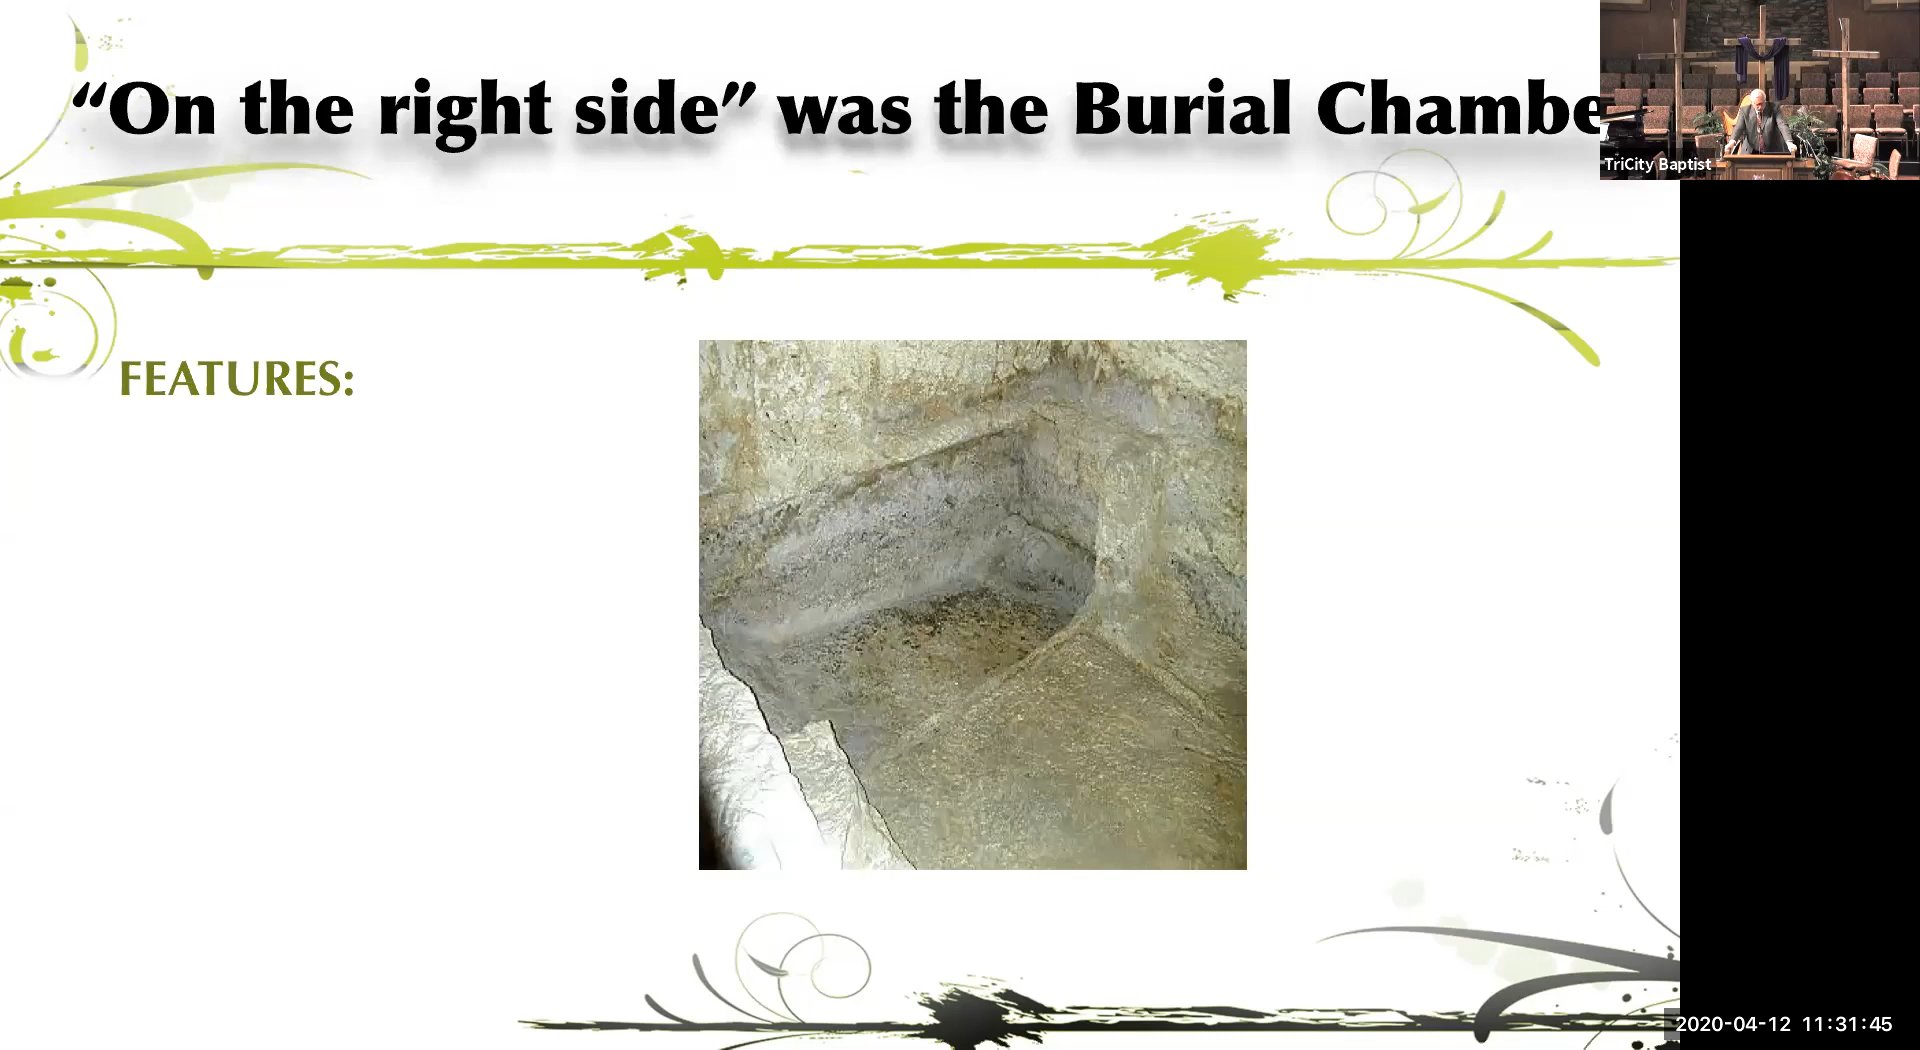 “On the right side” was the Burial Chambe
TriCity Baptist
FEATURES:
2020-04-12 11:31:45